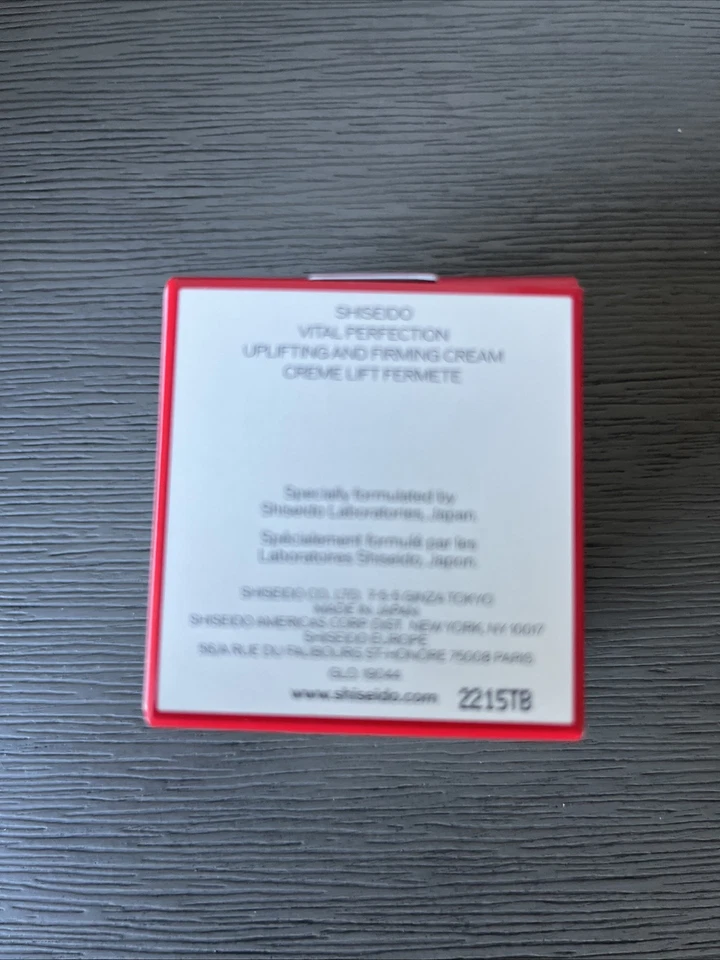 SHISEIDO
VITAL PERFECTION
UPLIFTING AND FIRMING CREAM
CREME LIFT FERMETE
Specially formulated by
Shiseido Laboratories, Japan.
Spécialement formulé par les
Laboratoires Shiseido, Japon.
SHISEIDO CO., LTD. 7-5-5 GINZA TOKYO
MADE IN JAPAN
SHISEIDO AMERICAS CORP. DIST. NEW YORK, NY 10017
SHISEIDO EUROPE
56/A RUE DU FAUBOURG ST-HONORE 75008 PARIS
GLO
www.shiseido.com 2215TB